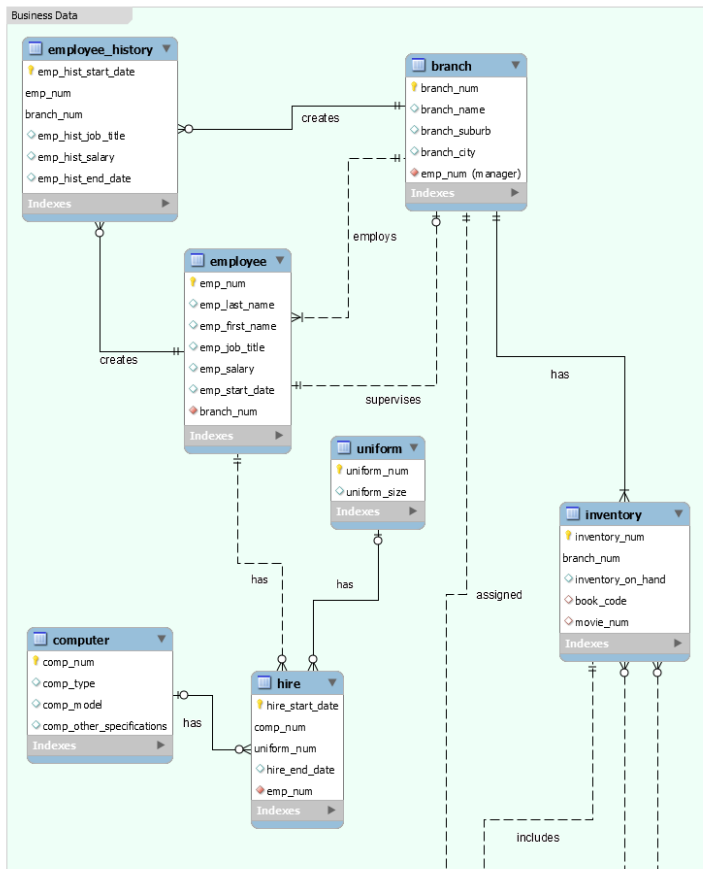 Business Data
employee_history
emp_hist_start_date
emp_num
branch_num
emp_hist_job_title
emp_hist_salary
emp_hist_end_date
Indexes
branch
branch_num
branch_name
branch_suburb
branch_city
emp_num (manager)
Indexes
creates
employs
employee
emp_num
emp_last_name
emp_first_name
emp_job_title
emp_salary
emp_start_date
branch_num
Indexes
creates
supervises
has
uniform
uniform_num
uniform_size
Indexes
inventory
inventory_num
branch_num
inventory_on_hand
book_code
movie_num
Indexes
has
has
assigned
computer
comp_num
comp_type
comp_model
comp_other_specifications
Indexes
has
hire
hire_start_date
comp_num
uniform_num
hire_end_date
emp_num
Indexes
includes